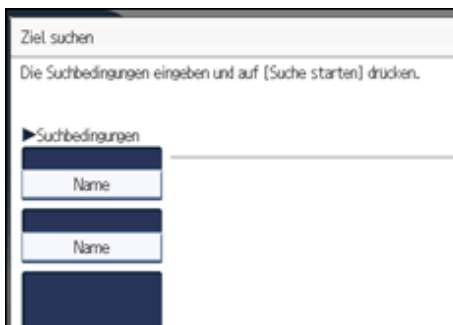 Ziel suchen
Die Suchbedingungen eingeben und auf [Suche starten] drücken.
▶Suchbedingungen
Name
Name